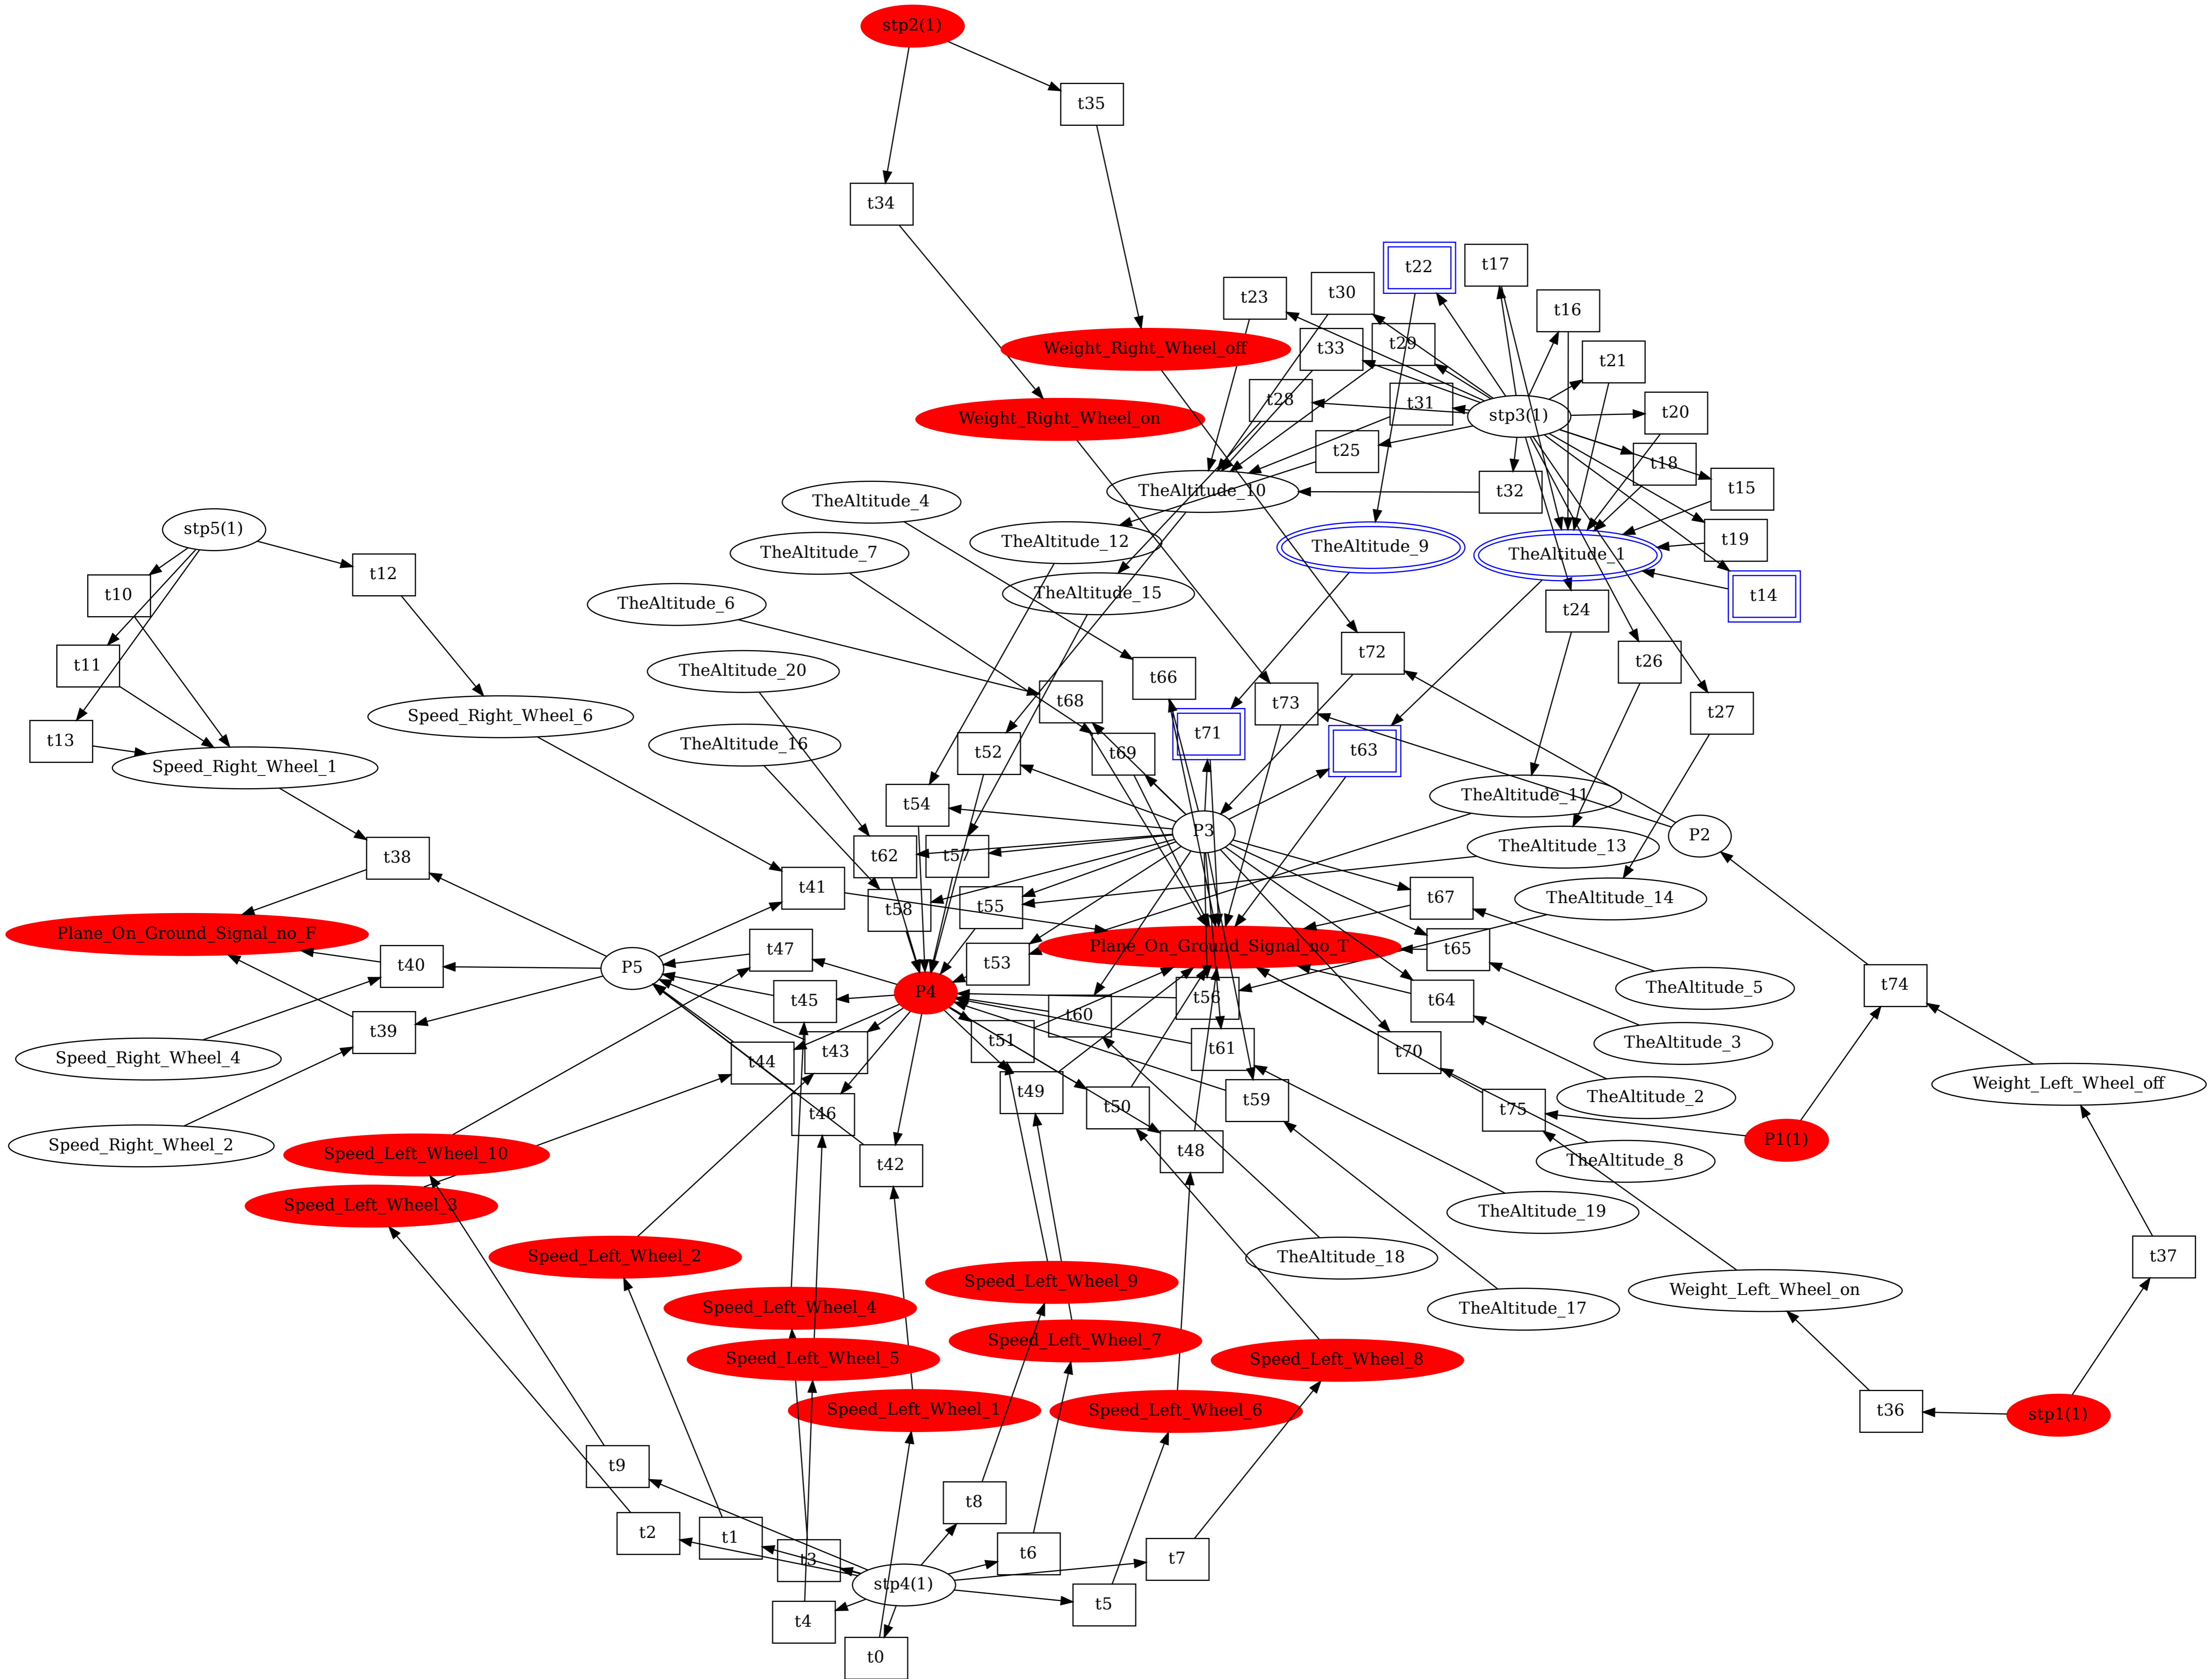 stp2(1)
t35
t34
t22
t17
t30
t23
t16
t33
t29
t21
Weight_Right_Wheel_off
t28
t31
stp3(1)
t20
Weight_Right_Wheel_on
t25
t18
t15
TheAltitude_4
TheAltitude_10
t32
stp5(1)
TheAltitude_12
TheAltitude_9
TheAltitude_1
t19
TheAltitude_7
t12
t10
TheAltitude_6
TheAltitude_15
t14
t24
t72
t26
t11
TheAltitude_20
t66
t68
t73
t27
Speed_Right_Wheel_6
t71
t63
t13
TheAltitude_16
t52
t69
Speed_Right_Wheel_1
TheAltitude_11
t54
P3
P2
TheAltitude_13
t38
t62
t57
t41
t58
t55
t67
TheAltitude_14
Plane_On_Ground_Signal_no_F
t47
Plane_On_Ground_Signal_no_T
t65
t40
P5
t53
TheAltitude_5
t74
P4
t45
t56
t64
t39
t60
t51
TheAltitude_3
Speed_Right_Wheel_4
t44
t43
t61
t70
Weight_Left_Wheel_off
t49
TheAltitude_2
t46
t50
t59
t75
Speed_Right_Wheel_2
P1(1)
Speed_Left_Wheel_10
t42
t48
TheAltitude_8
Speed_Left_Wheel_3
TheAltitude_19
Speed_Left_Wheel_2
TheAltitude_18
t37
Speed_Left_Wheel_9
Weight_Left_Wheel_on
Speed_Left_Wheel_4
TheAltitude_17
Speed_Left_Wheel_7
Speed_Left_Wheel_5
Speed_Left_Wheel_8
Speed_Left_Wheel_1
Speed_Left_Wheel_6
t36
stp1(1)
t9
t8
t2
t1
t6
t3
t7
stp4(1)
t5
t4
t0